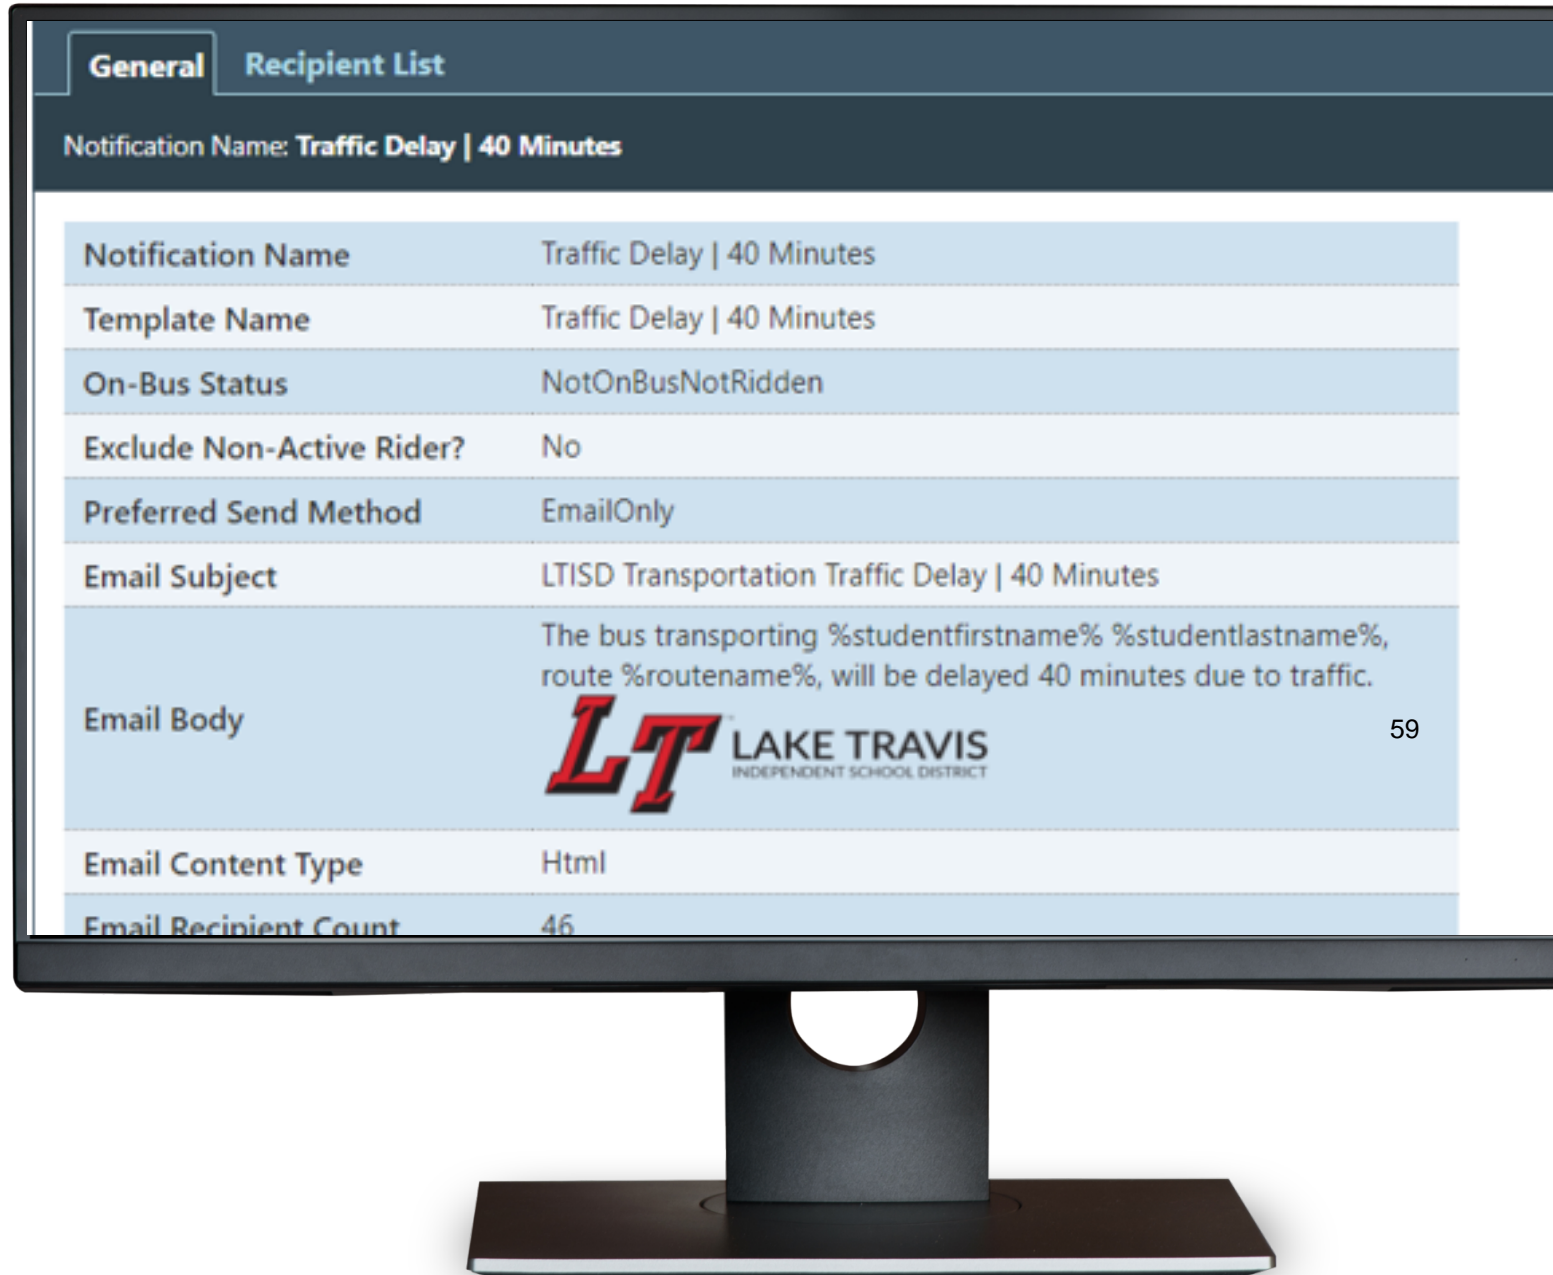 General Recipient List
Notification Name: Traffic Delay | 40 Minutes
Notification Name Traffic Delay | 40 Minutes
Template Name Traffic Delay | 40 Minutes
On-Bus Status NotOnBusNotRidden
Exclude Non-Active Rider? No
Preferred Send Method EmailOnly
Email Subject LTISD Transportation Traffic Delay | 40 Minutes
Email Body The bus transporting %studentfirstname% %studentlastname%,
route %routename%, will be delayed 40 minutes due to traffic.
LT LAKE TRAVIS
INDEPENDENT SCHOOL DISTRICT
59
Email Content Type Html
Email Recipient Count 46